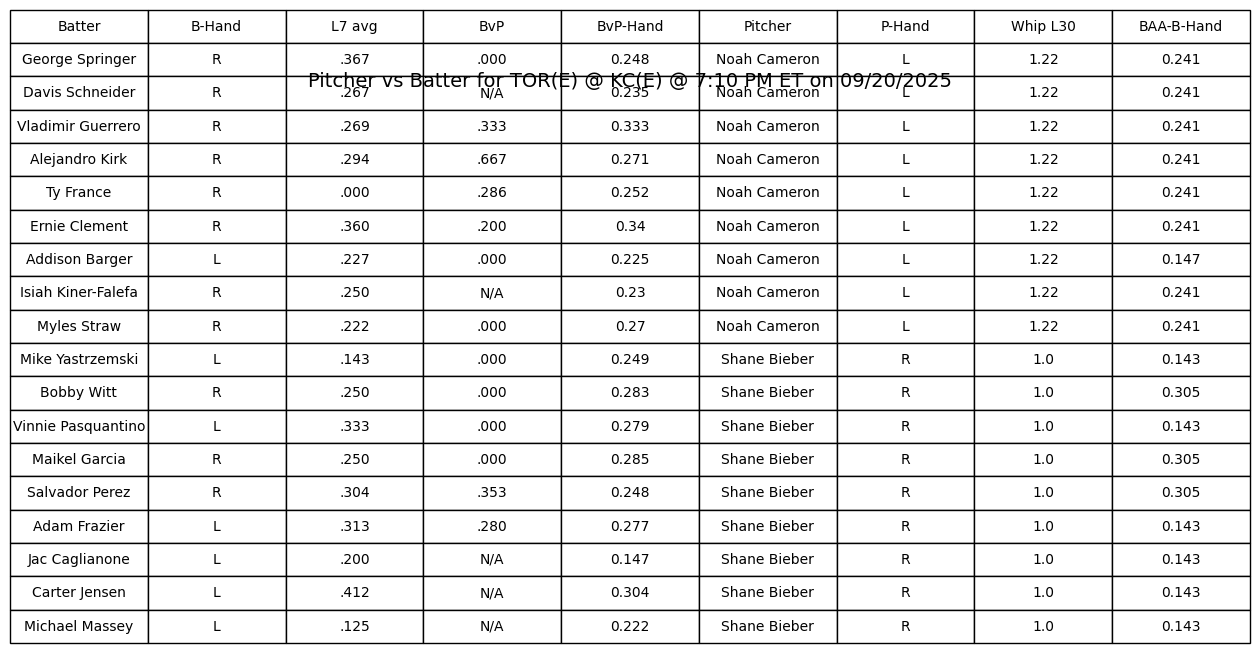 Batter B-Hand L7 avg BvP BvP-Hand Pitcher P-Hand Whip L30 BAA-B-Hand
George Springer R .367 .000 0.248 Noah Cameron L 1.22 0.241
Pitcher vs Batter for TOR(E) @ KC(E) @ 7:10 PM ET on 09/20/2025
Davis Schneider R .267 N/A 0.235 Noah Cameron L 1.22 0.241
Vladimir Guerrero R .269 .333 0.333 Noah Cameron L 1.22 0.241
Alejandro Kirk R .294 .667 0.271 Noah Cameron L 1.22 0.241
Ty France R .000 .286 0.252 Noah Cameron L 1.22 0.241
Ernie Clement R .360 .200 0.34 Noah Cameron L 1.22 0.241
Addison Barger L .227 .000 0.225 Noah Cameron L 1.22 0.147
Isiah Kiner-Falefa R .250 N/A 0.23 Noah Cameron L 1.22 0.241
Myles Straw R .222 .000 0.27 Noah Cameron L 1.22 0.241
Mike Yastrzemski L .143 .000 0.249 Shane Bieber R 1.0 0.143
Bobby Witt R .250 .000 0.283 Shane Bieber R 1.0 0.305
Vinnie Pasquantino L .333 .000 0.279 Shane Bieber R 1.0 0.143
Maikel Garcia R .250 .000 0.285 Shane Bieber R 1.0 0.305
Salvador Perez R .304 .353 0.248 Shane Bieber R 1.0 0.305
Adam Frazier L .313 .280 0.277 Shane Bieber R 1.0 0.143
Jac Caglianone L .200 N/A 0.147 Shane Bieber R 1.0 0.143
Carter Jensen L .412 N/A 0.304 Shane Bieber R 1.0 0.143
Michael Massey L .125 N/A 0.222 Shane Bieber R 1.0 0.143